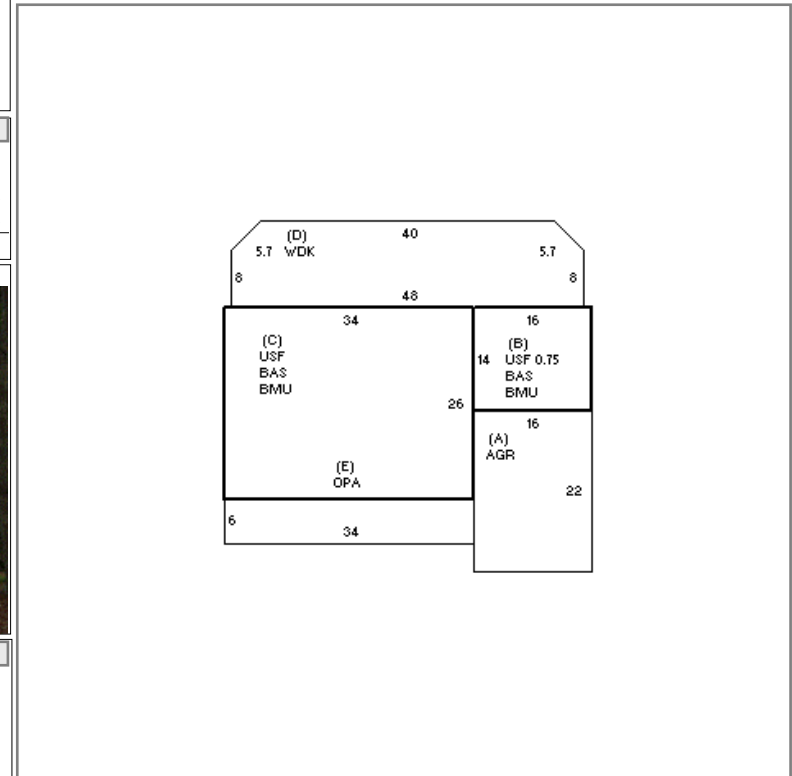 40
(D)
5.7 WDK 5.7
8 8
48
34 16
(C)
USF
BAS
BMU
(B)
14 USF 0.75
BAS
BMU
26
16
(A)
AGR
(E)
OPA
22
6
34